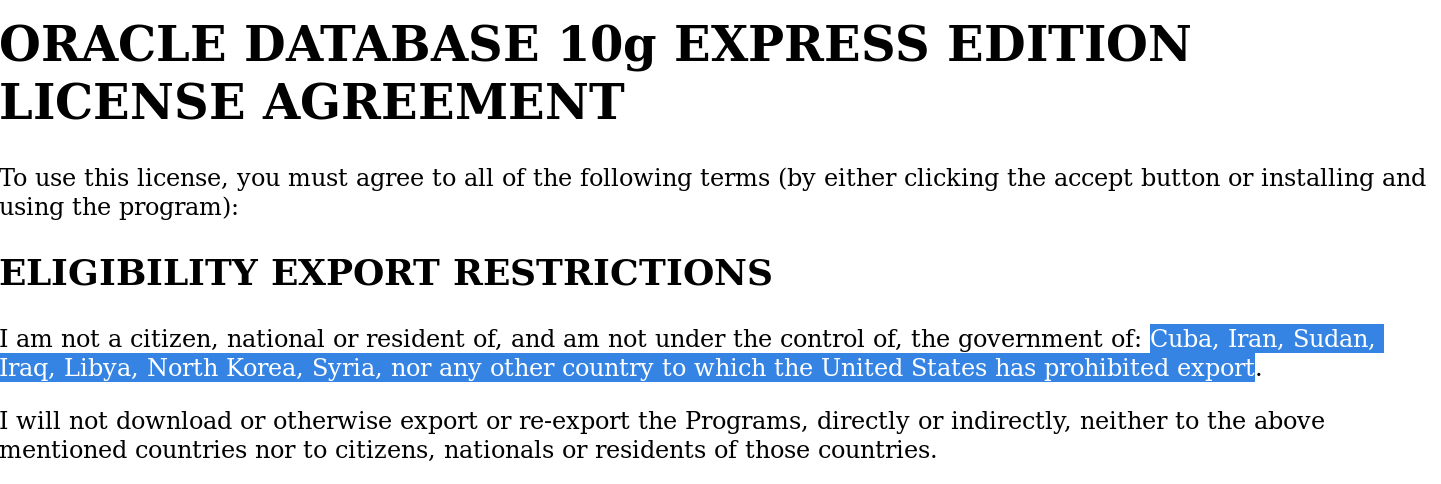 ORACLE DATABASE 10g EXPRESS EDITION
LICENSE AGREEMENT
To use this license, you must agree to all of the following terms (by either clicking the accept button or installing and
using the program):
ELIGIBILITY EXPORT RESTRICTIONS
I am not a citizen, national or resident of, and am not under the control of, the government of: Cuba, Iran, Sudan,
Iraq, Libya, North Korea, Syria, nor any other country to which the United States has prohibited export.
I will not download or otherwise export or re-export the Programs, directly or indirectly, neither to the above
mentioned countries nor to citizens, nationals or residents of those countries.